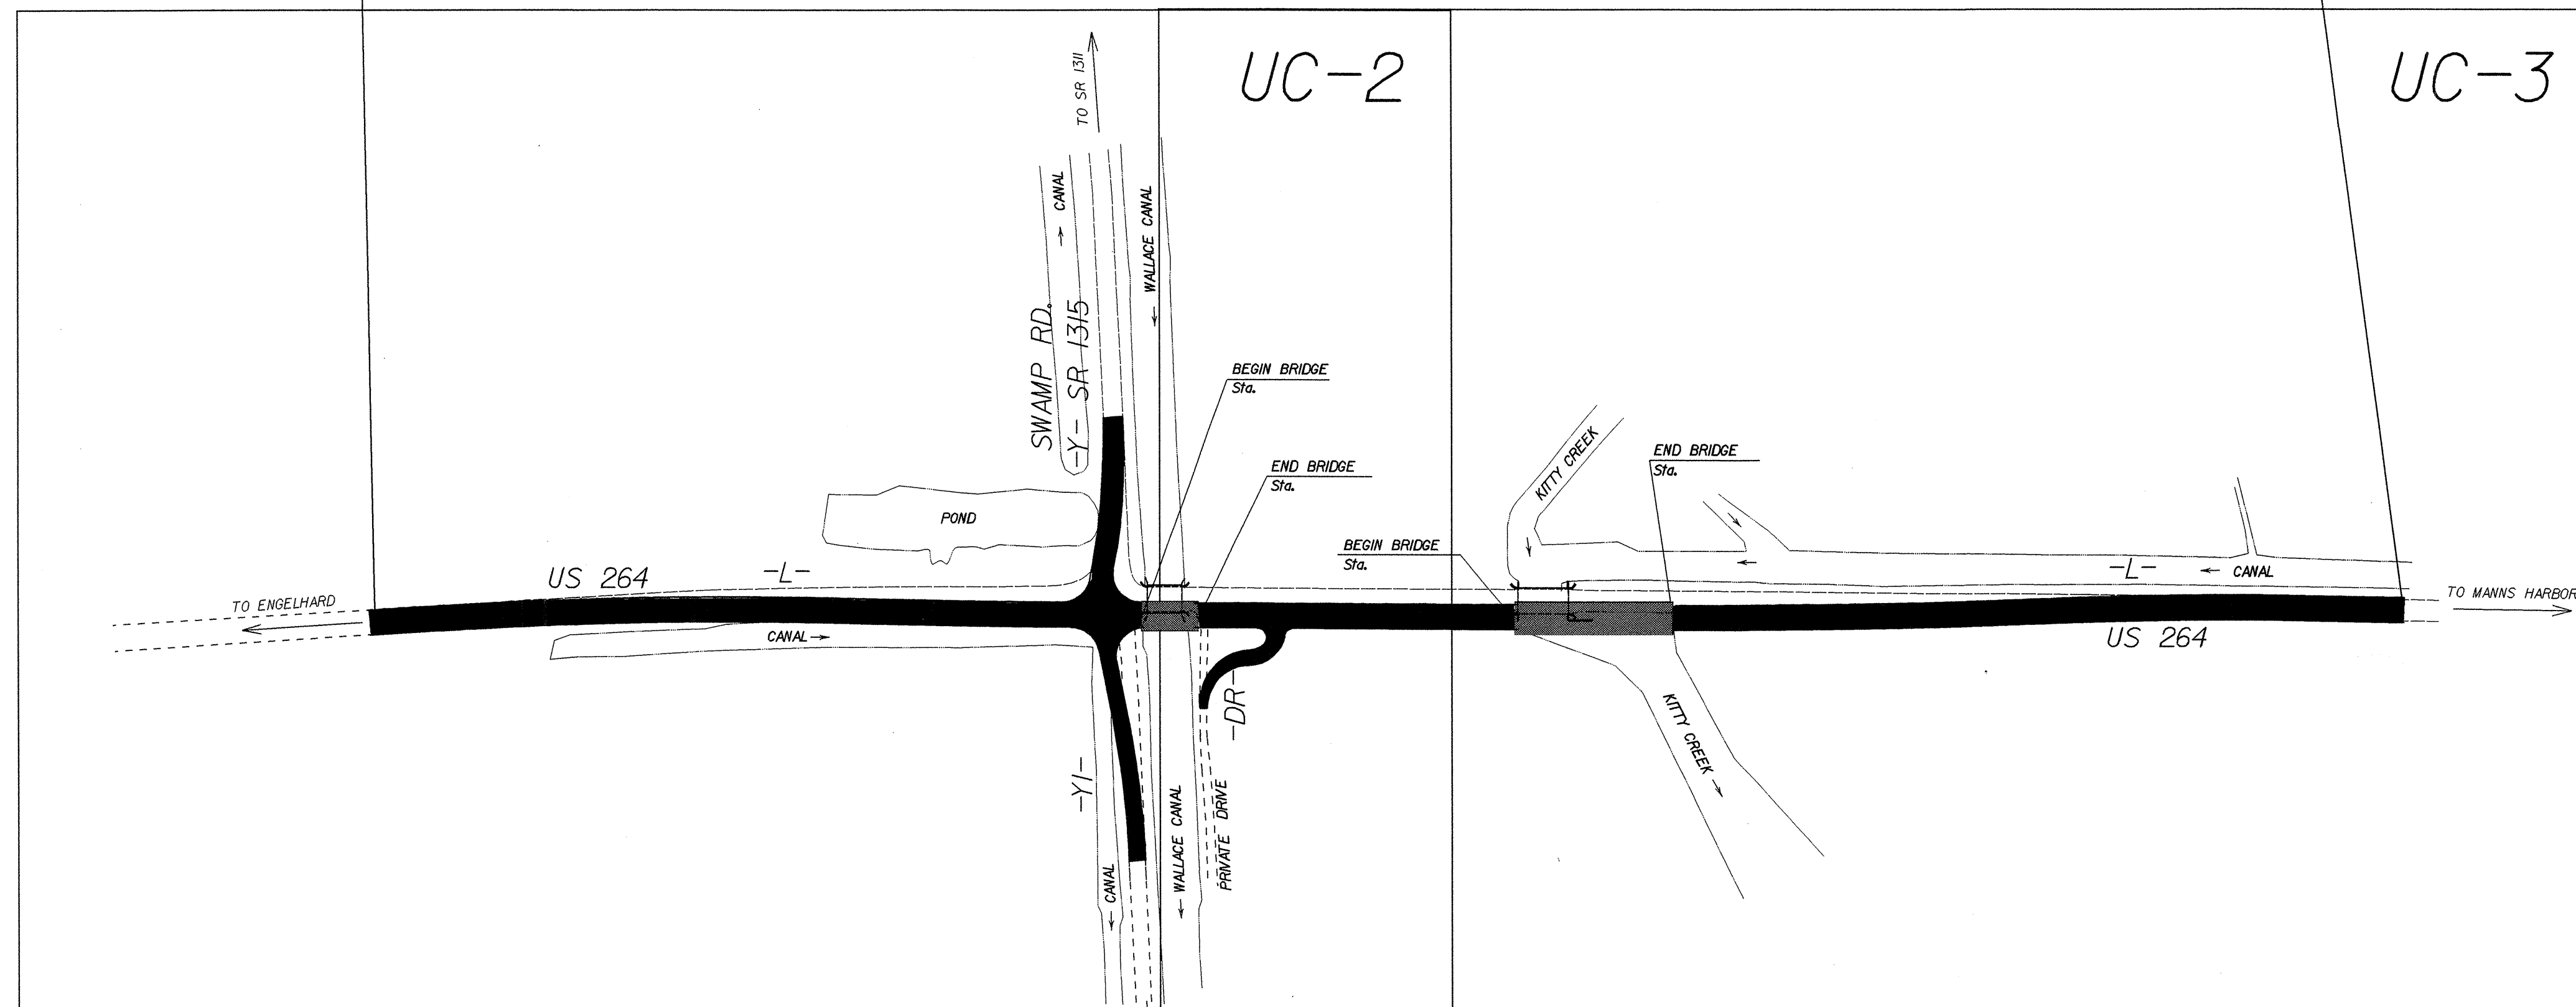 UC-2
UC-3
TO SR 1311
CANAL
WALLACE CANAL
SWAMP RD.
-Y- SR 1315
BEGIN BRIDGE
Sta.
END BRIDGE
Sta.
KITTY CREEK
END BRIDGE
Sta.
POND
BEGIN BRIDGE
Sta.
US 264
-L-
-L-
CANAL
TO ENGELHARD
TO MANNS HARBOR
CANAL
US 264
-DR-
KITTY CREEK
-Y1-
CANAL
WALLACE CANAL
PRIVATE DRIVE